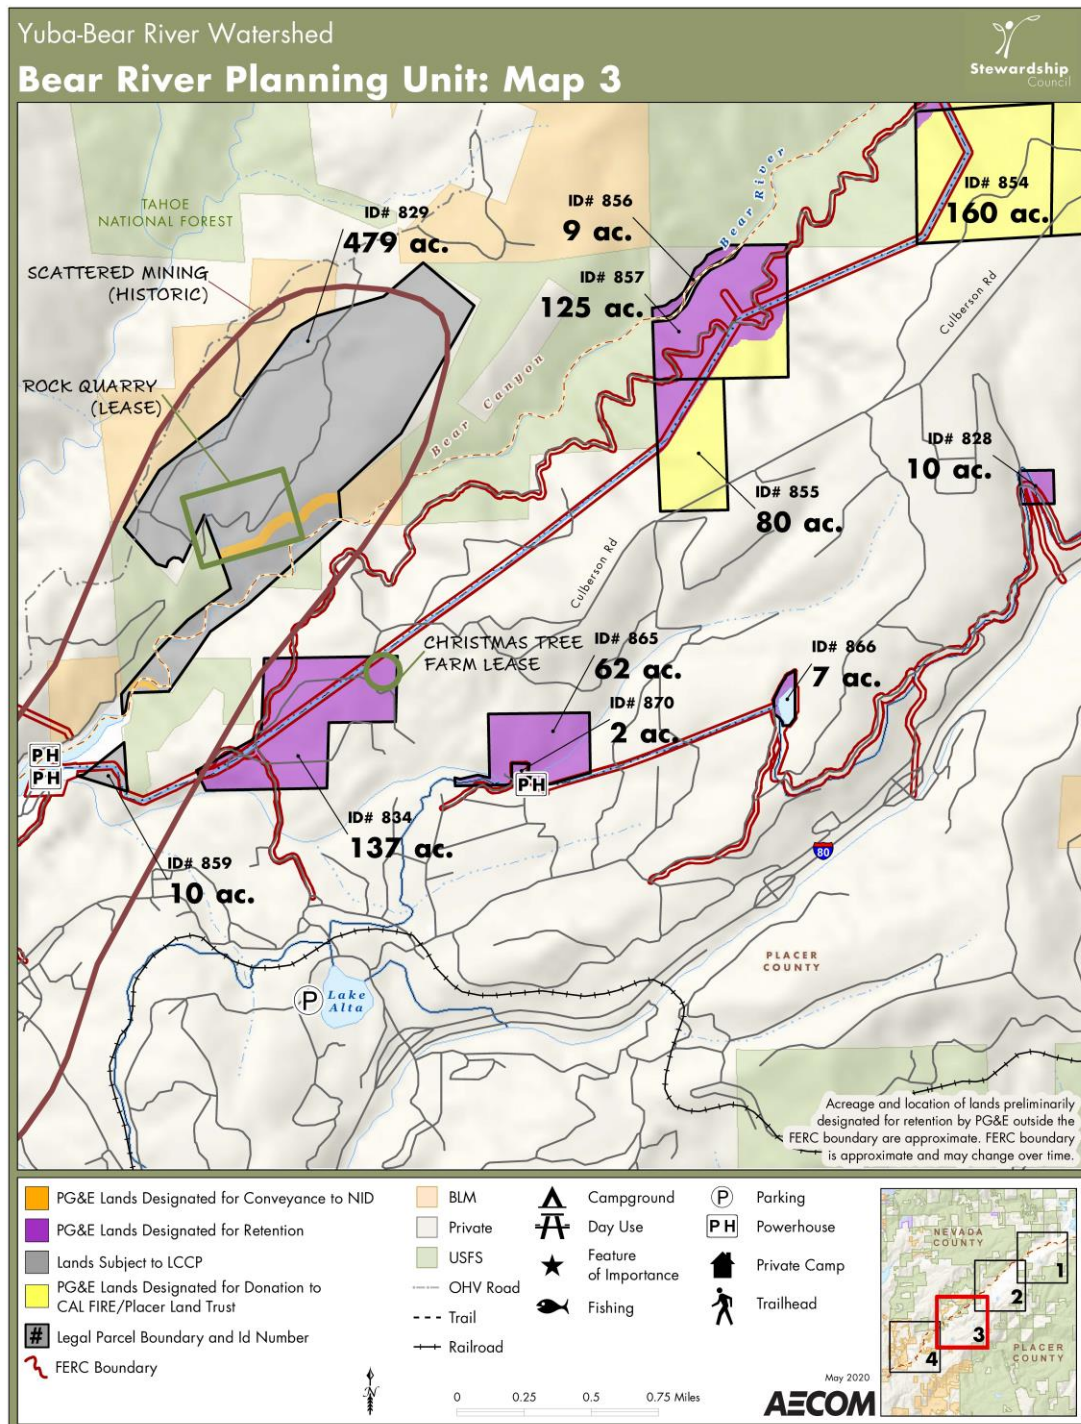 Yuba-Bear River Watershed
Bear River Planning Unit: Map 3
Stewardship
Council
TAHOE
NATIONAL FOREST
ID# 829
479 ac.
SCATTERED MINING
(HISTORIC)
ROCK QUARRY
(LEASE)
ID# 856
9 ac.
ID# 857
125 ac.
Bear River
ID# 854
160 ac.
Culberson Rd
Bear Canyon
ID# 828
10 ac.
ID# 855
80 ac.
Culberson Rd
CHRISTMAS TREE
FARM LEASE
ID# 865
62 ac.
ID# 870
2 ac.
ID# 866
7 ac.
PH
PH
PH
ID# 834
137 ac.
ID# 859
10 ac.
80
PLACER
COUNTY
P
Lake
Alta
Acreage and location of lands preliminarily
designated for retention by PG&E outside the
FERC boundary are approximate. FERC boundary
is approximate and may change over time.
PG&E Lands Designated for Conveyance to NID
PG&E Lands Designated for Retention
Lands Subject to LCCP
PG&E Lands Designated for Donation to
CAL FIRE/Placer Land Trust
# Legal Parcel Boundary and Id Number
FERC Boundary
BLM
Private
USFS
OHV Road
Trail
Railroad
Campground
Day Use
Feature
of Importance
Fishing
P Parking
PH Powerhouse
Private Camp
Trailhead
N
0 0.25 0.5 0.75 Miles
May 2020
AECOM
NEVADA
COUNTY
1
2
3
4
PLACER
COUNTY